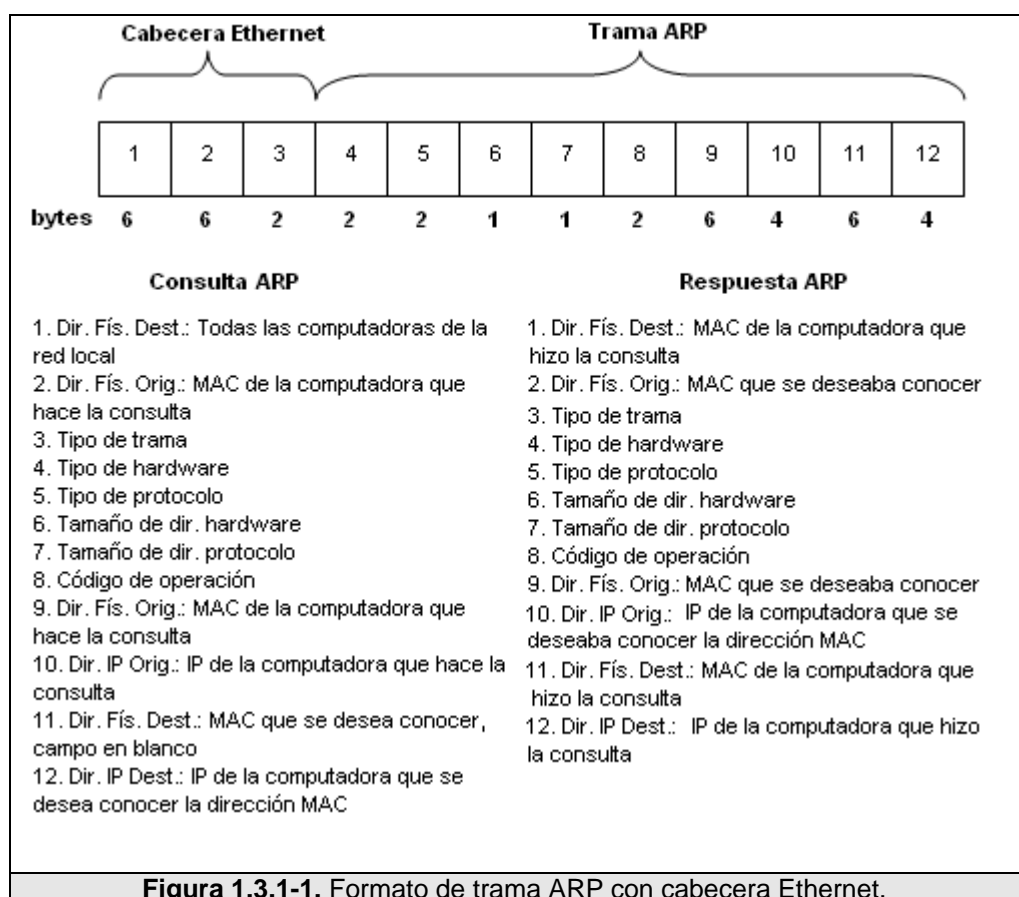 Cabecera Ethernet
Trama ARP
1 2 3 4 5 6 7 8 9 10 11 12
bytes 6 6 2 2 2 1 1 2 6 4 6 4
Consulta ARP
1. Dir. Fís. Dest.: Todas las computadoras de la
red local
2. Dir. Fís. Orig.: MAC de la computadora que
hace la consulta
3. Tipo de trama
4. Tipo de hardware
5. Tipo de protocolo
6. Tamaño de dir. hardware
7. Tamaño de dir. protocolo
8. Código de operación
9. Dir. Fís. Orig.: MAC de la computadora que
hace la consulta
10. Dir. IP Orig.: IP de la computadora que hace la
consulta
11. Dir. Fís. Dest.: MAC que se desea conocer,
campo en blanco
12. Dir. IP Dest.: IP de la computadora que se
desea conocer la dirección MAC
Respuesta ARP
1. Dir. Fís. Dest.: MAC de la computadora que
hizo la consulta
2. Dir. Fís. Orig.: MAC que se deseaba conocer
3. Tipo de trama
4. Tipo de hardware
5. Tipo de protocolo
6. Tamaño de dir. hardware
7. Tamaño de dir. protocolo
8. Código de operación
9. Dir. Fís. Orig.: MAC que se deseaba conocer
10. Dir. IP Orig.: IP de la computadora que se
deseaba conocer la dirección MAC
11. Dir. Fís. Dest.: MAC de la computadora que
hizo la consulta
12. Dir. IP Dest.: IP de la computadora que hizo
la consulta
Figura 1.3.1-1. Formato de trama ARP con cabecera Ethernet.